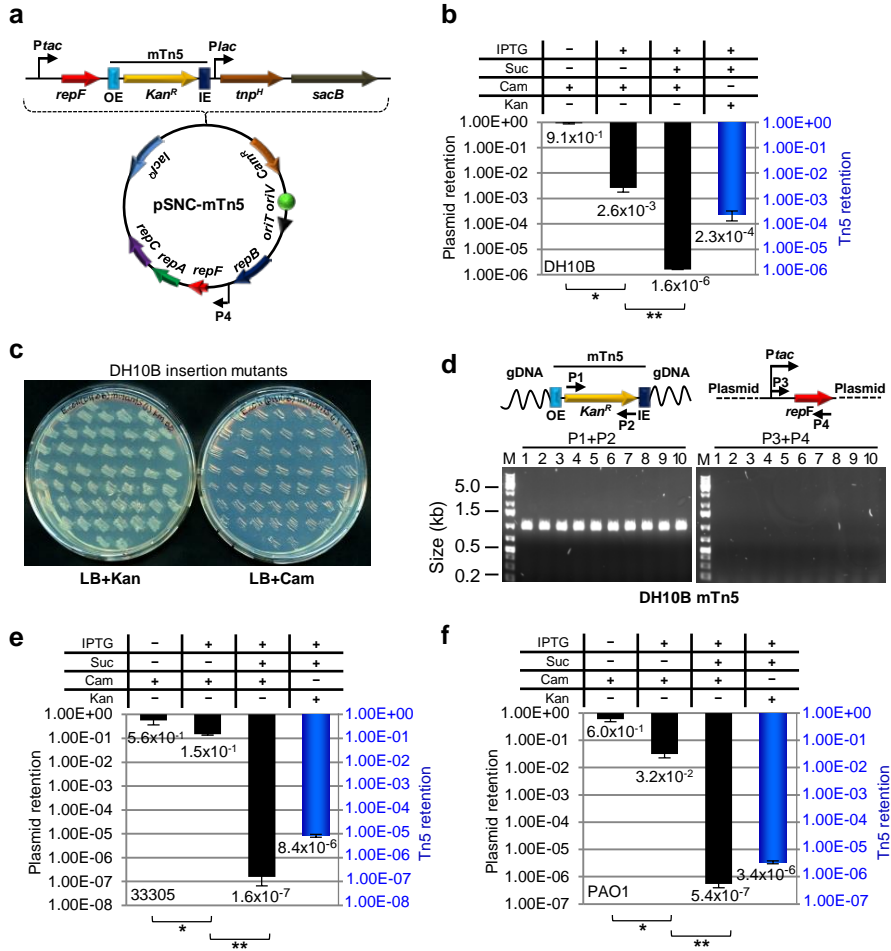 a
Ptac
mTn5
Plac
repF
OE
KanR
IE
tnpH
sacB
lacIQ
CamR
pSNC-mTn5
oriV
oriT
repC
repA
repF
repB
P4
b
IPTG – + + +
Suc – – + +
Cam + + + –
Kan – – – +
Plasmid retention
1.00E+00
1.00E-01
1.00E-02
1.00E-03
1.00E-04
1.00E-05
1.00E-06
9.1x10-1
2.6x10-3
1.6x10-6
2.3x10-4
DH10B
1.00E+00
1.00E-01
1.00E-02
1.00E-03
1.00E-04
1.00E-05
1.00E-06
Tn5 retention
*
**
c
DH10B insertion mutants
LB+Kan
LB+Cam
d
mTn5
gDNA
P1
gDNA
OE
KanR
IE
P2
Ptac
Plasmid
P3
Plasmid
repF
P4
P1+P2
P3+P4
M 1 2 3 4 5 6 7 8 9 10
M 1 2 3 4 5 6 7 8 9 10
Size (kb)
5.0
1.5
0.5
0.2
DH10B mTn5
e
IPTG – + + +
Suc – – + +
Cam + + + –
Kan – – – +
Plasmid retention
1.00E+00
1.00E-01
1.00E-02
1.00E-03
1.00E-04
1.00E-05
1.00E-06
1.00E-07
1.00E-08
5.6x10-1
1.5x10-1
1.6x10-7
8.4x10-6
33305
1.00E+00
1.00E-01
1.00E-02
1.00E-03
1.00E-04
1.00E-05
1.00E-06
1.00E-07
1.00E-08
Tn5 retention
*
**
f
IPTG – + + +
Suc – – + +
Cam + + + –
Kan – – – +
Plasmid retention
1.00E+00
1.00E-01
1.00E-02
1.00E-03
1.00E-04
1.00E-05
1.00E-06
1.00E-07
6.0x10-1
3.2x10-2
5.4x10-7
3.4x10-6
PAO1
1.00E+00
1.00E-01
1.00E-02
1.00E-03
1.00E-04
1.00E-05
1.00E-06
1.00E-07
Tn5 retention
*
**